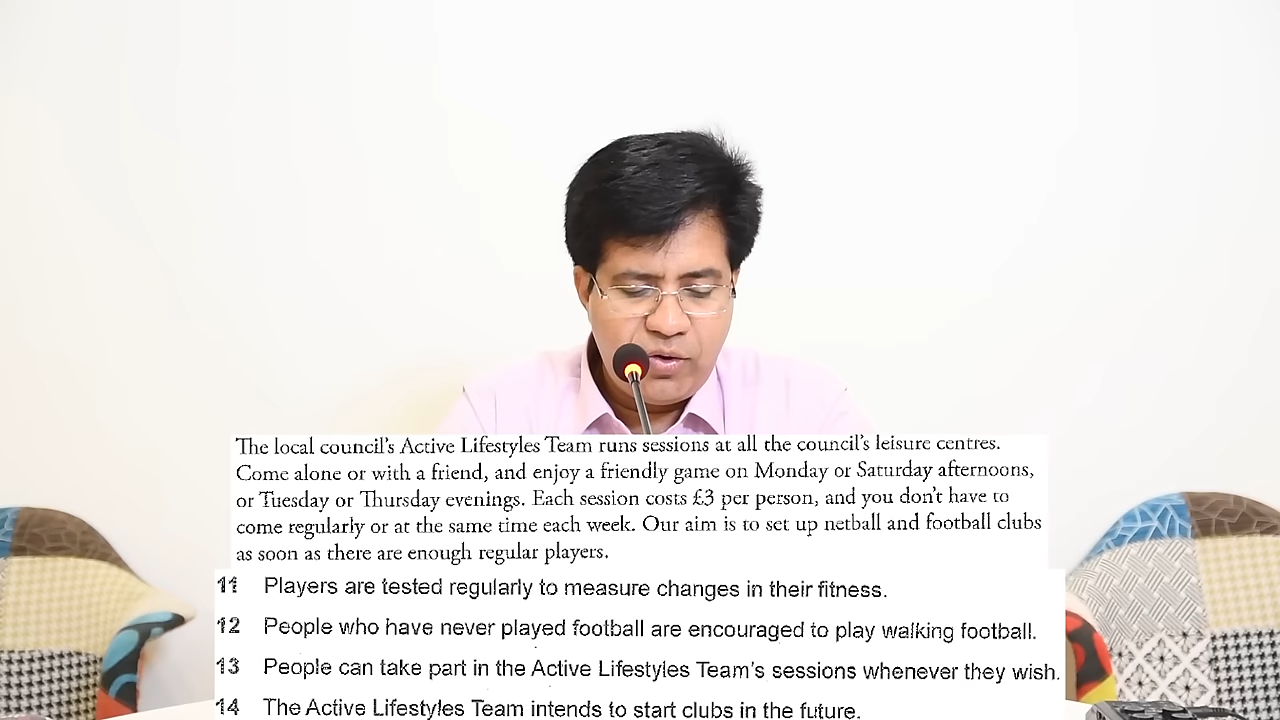 The local council's Active Lifestyles Team runs sessions at all the council's leisure centres.
Come alone or with a friend, and enjoy a friendly game on Monday or Saturday afternoons,
or Tuesday or Thursday evenings. Each session costs £3 per person, and you don't have to
come regularly or at the same time each week. Our aim is to set up netball and football clubs
as soon as there are enough regular players.
11 Players are tested regularly to measure changes in their fitness.
12 People who have never played football are encouraged to play walking football.
13 People can take part in the Active Lifestyles Team's sessions whenever they wish.
14 The Active Lifestyles Team intends to start clubs in the future.